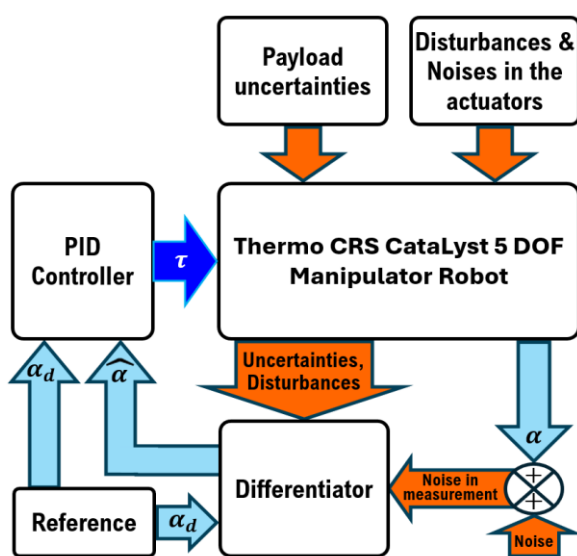 Payload
uncertainties
Disturbances &
Noises in the
actuators
PID
Controller
τ
Thermo CRS CataLyst 5 DOF
Manipulator Robot
α_d
α̂
Uncertainties,
Disturbances
α
Differentiator
Noise in
measurement
+
+
Reference
α_d
Noise